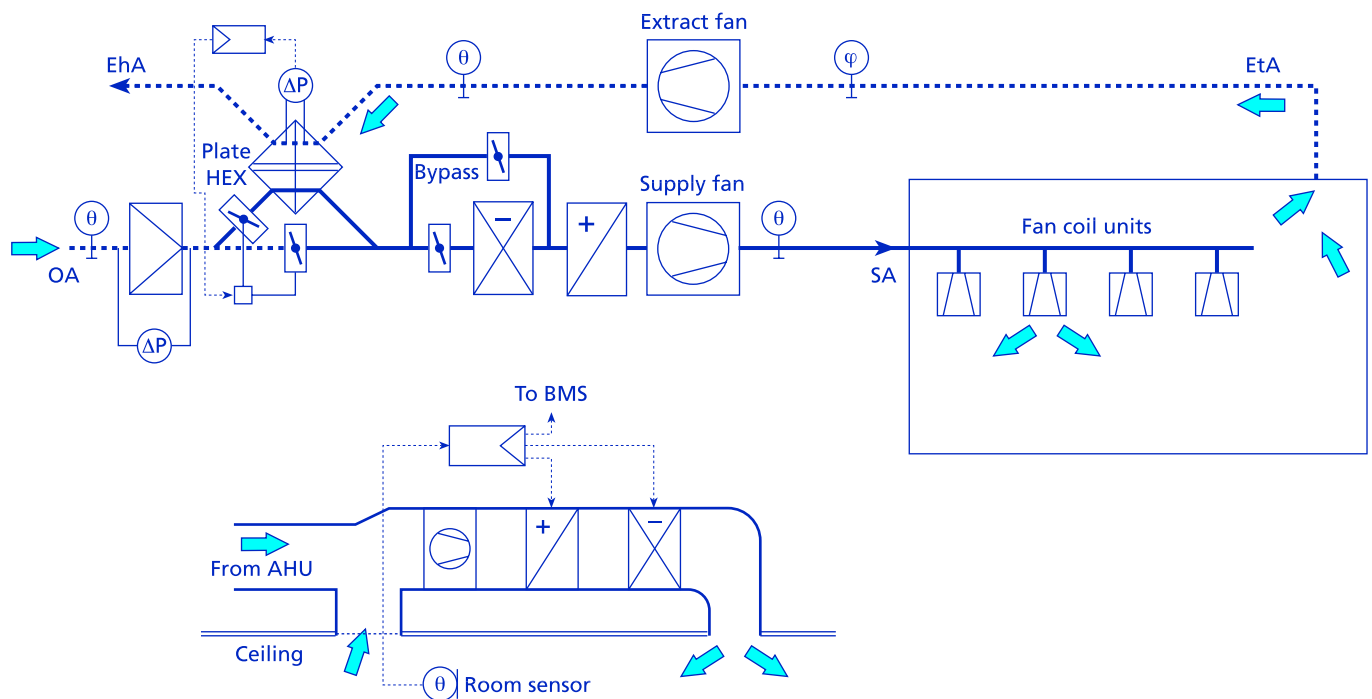 Extract fan
EhA
θ
φ
EtA
ΔP
Plate
HEX
Bypass
Supply fan
θ
−
+
θ
Fan coil units
OA
SA
ΔP
To BMS
+
−
From AHU
Ceiling
θ Room sensor